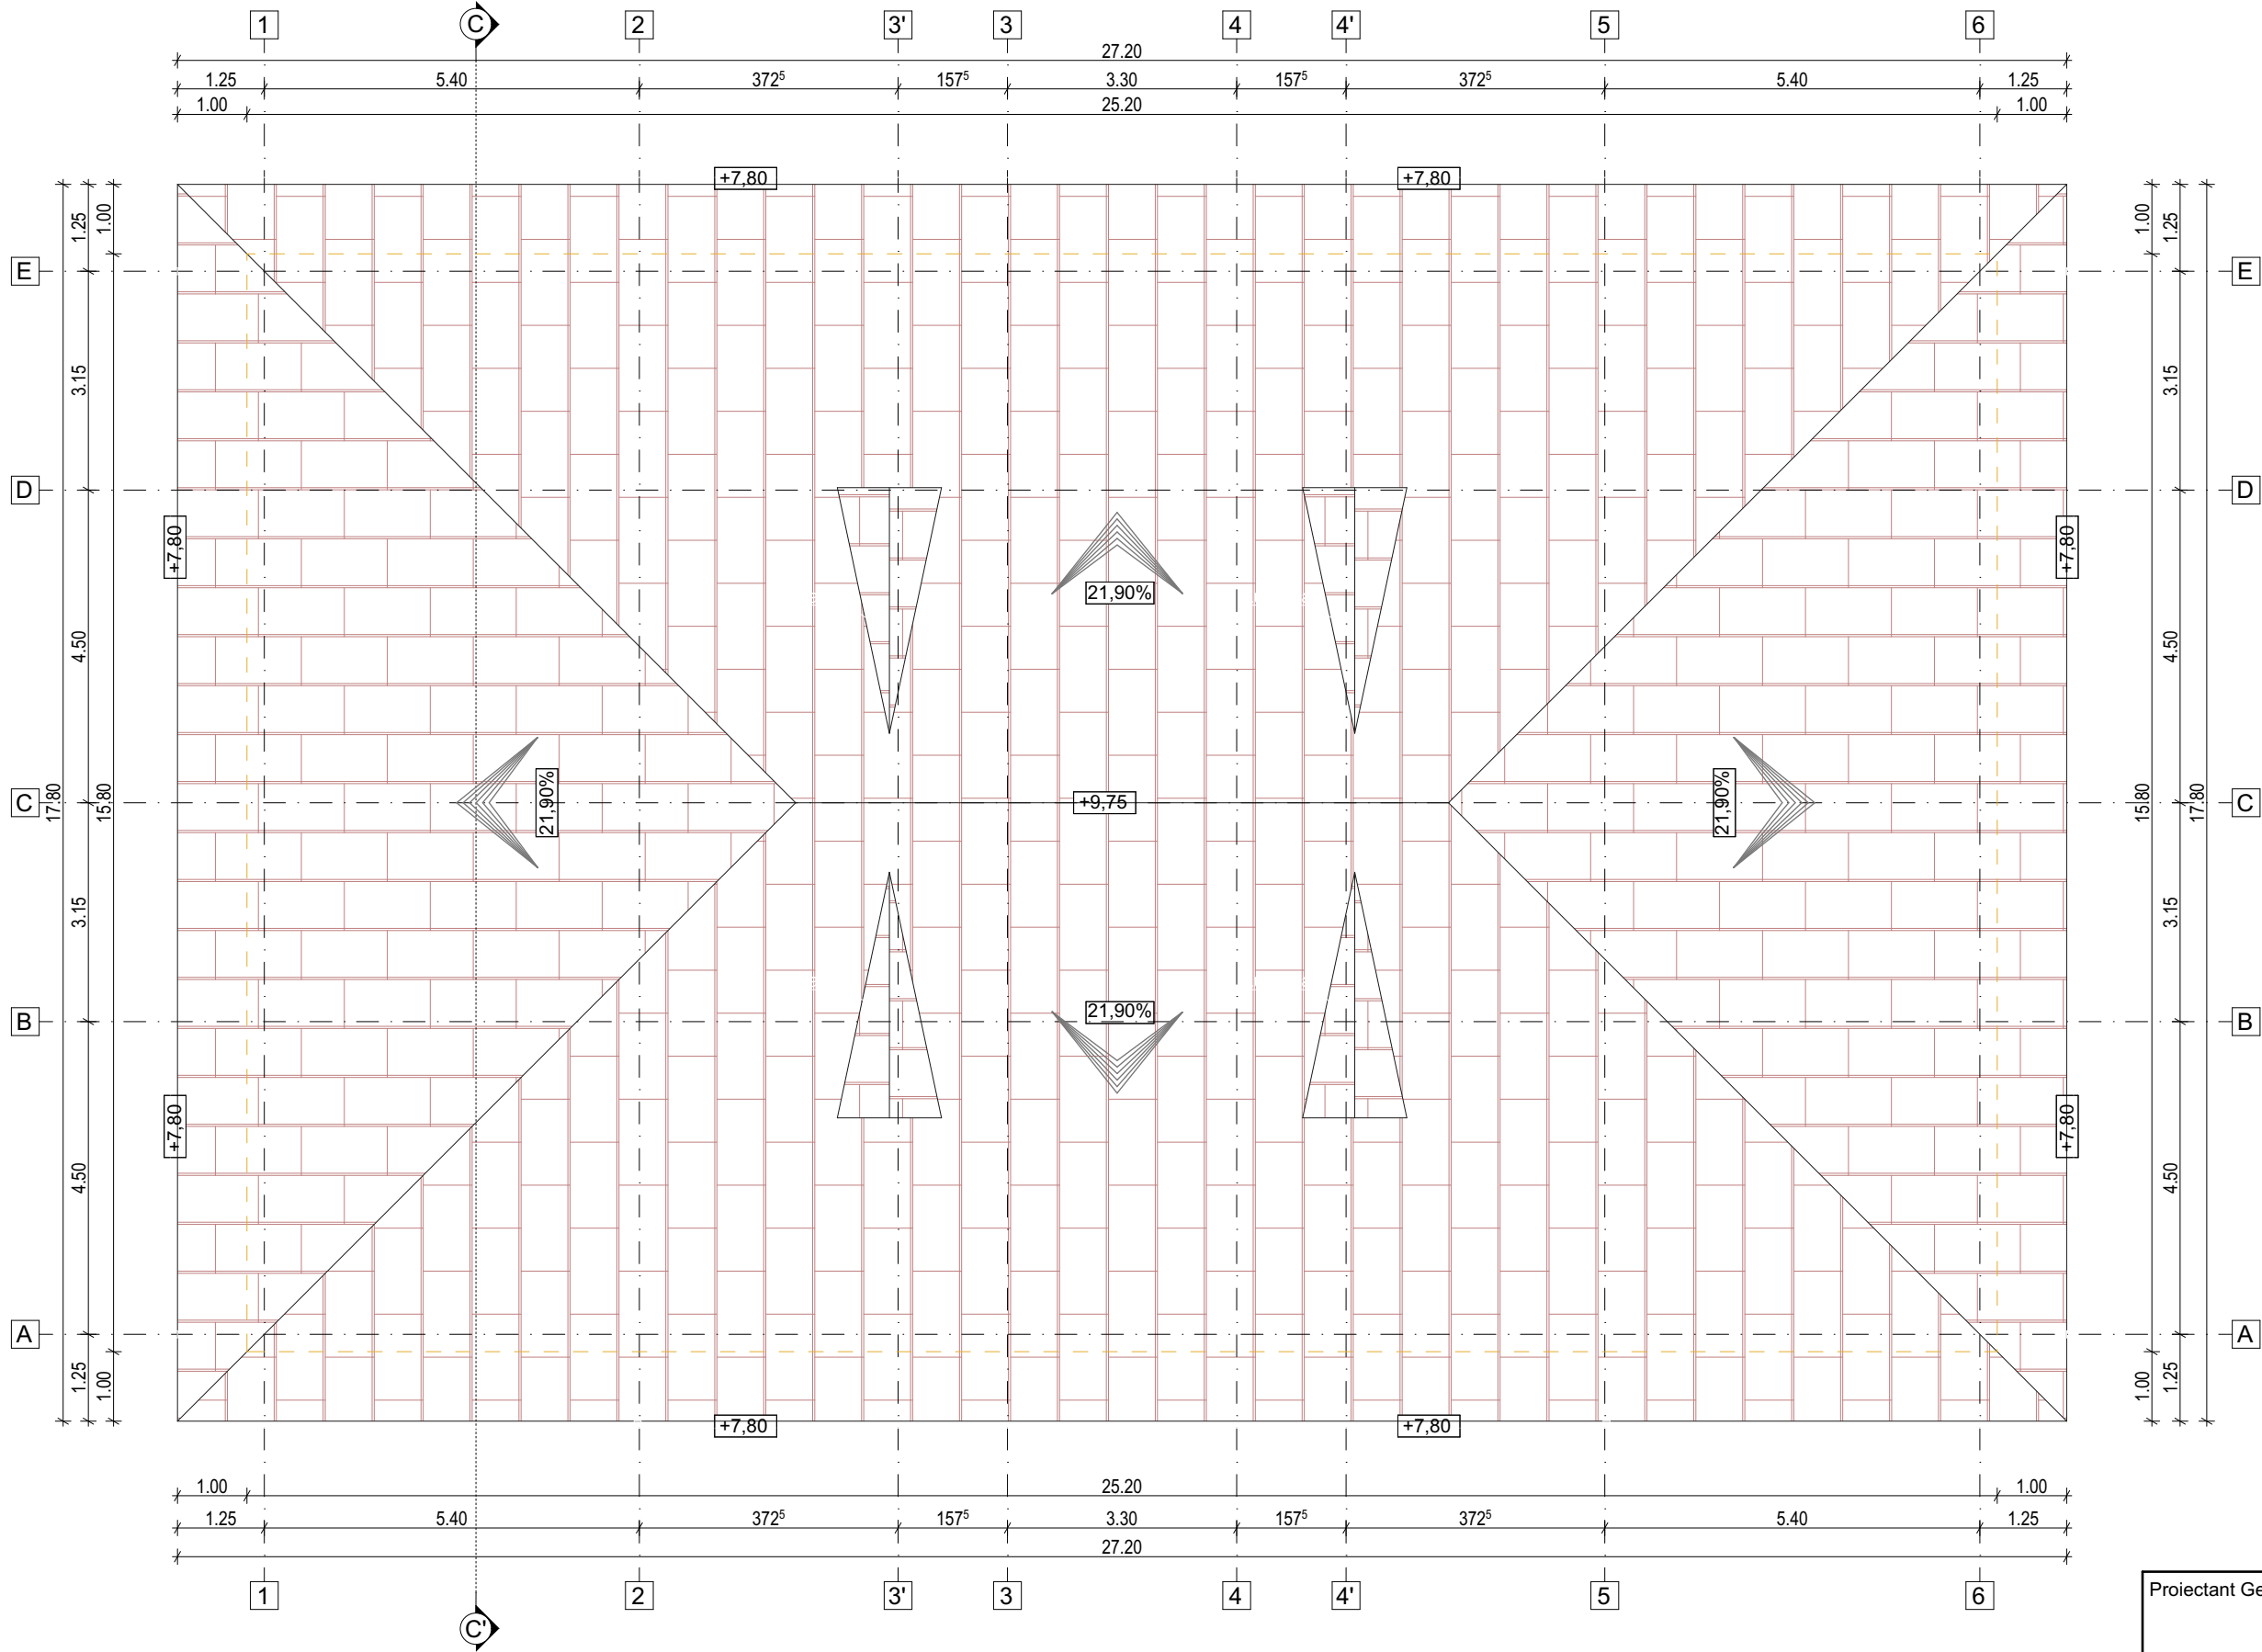 1 C 2 3' 3 4 4' 5 6
27.20
1.25 5.40 372⁵ 157⁵ 3.30 157⁵ 372⁵ 5.40 1.25
1.00 25.20 1.00
+7,80 +7,80
1.25 1.00 1.00 1.25
E E
3.15 3.15
D D
+7,80 +7,80
21,90% 21,90%
4.50 4.50
C 17.80 15.80 21,90% +9,75 21,90% 15.80 17.80 C
3.15 3.15
B B
+7,80 +7,80
4.50 4.50
A A
1.25 1.00 1.00 1.25
+7,80 +7,80
1.00 25.20 1.00
1.25 5.40 372⁵ 157⁵ 3.30 157⁵ 372�5 5.40 1.25
27.20
1 2 3' 3 4 4' 5 6
C'
Proiectant Ge